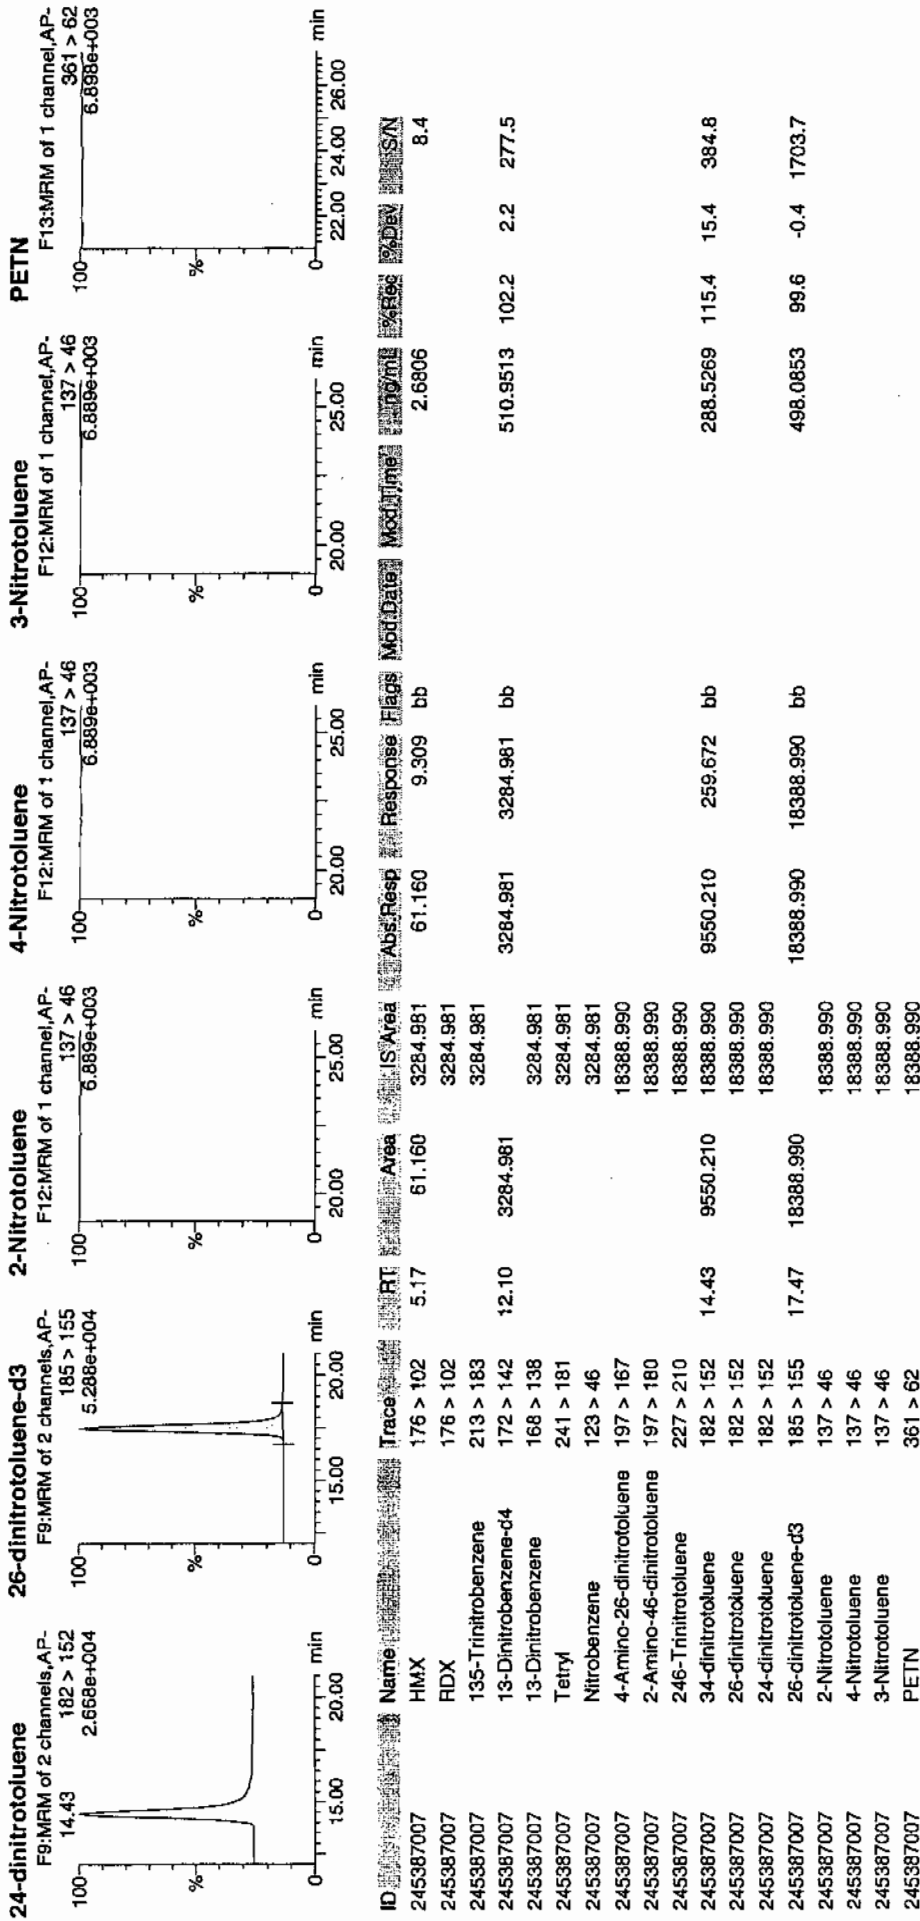 24-dinitrotoluene
F9:MRM of 2 channels,AP-
14.43 182 > 152
2.668e+004
100
%
0
15.00 20.00 min
26-dinitrotoluene-d3
F9:MRM of 2 channels,AP-
185 > 155
5.288e+004
100
%
0
15.00 20.00 min
2-Nitrotoluene
F12:MRM of 1 channel,AP-
137 > 46
6.889e+003
100
%
0
20.00 25.00 min
4-Nitrotoluene
F12:MRM of 1 channel,AP-
137 > 46
6.889e+003
100
%
0
20.00 25.00 min
3-Nitrotoluene
F12:MRM of 1 channel,AP-
137 > 46
6.889e+003
100
%
0
20.00 25.00 min
PETN
F13:MRM of 1 channel,AP-
361 > 62
6.898e+003
100
%
0
22.00 24.00 26.00 min
ID Name Trace RT Area IS Area Abs.Resp Response Flags Mod.Date Mod.Time ng/ml %Rec %Dev S/N
245387007 HMX 176 > 102 5.17 61.160 3284.981 61.160 9.309 bb 2.6806 8.4
245387007 RDX 176 > 102 3284.981
245387007 135-Trinitrobenzene 213 > 183 3284.981
245387007 13-Dinitrobenzene-d4 172 > 142 12.10 3284.981 3284.981 3284.981 bb 510.9513 102.2 2.2 277.5
245387007 13-Dinitrobenzene 168 > 138 3284.981
245387007 Tetryl 241 > 181 3284.981
245387007 Nitrobenzene 123 > 46 3284.981
245387007 4-Amino-26-dinitrotoluene 197 > 167 18388.990
245387007 2-Amino-46-dinitrotoluene 197 > 180 18388.990
245387007 246-Trinitrotoluene 227 > 210 18388.990
245387007 34-dinitrotoluene 182 > 152 14.43 9550.210 18388.990 9550.210 259.672 bb 288.5269 115.4 15.4 384.8
245387007 26-dinitrotoluene 182 > 152 18388.990
245387007 24-dinitrotoluene 182 > 152 18388.990
245387007 26-dinitrotoluene-d3 185 > 155 17.47 18388.990 18388.990 18388.990 bb 498.0853 99.6 -0.4 1703.7
245387007 2-Nitrotoluene 137 > 46 18388.990
245387007 4-Nitrotoluene 137 > 46 18388.990
245387007 3-Nitrotoluene 137 > 46 18388.990
245387007 PETN 361 > 62 18388.990